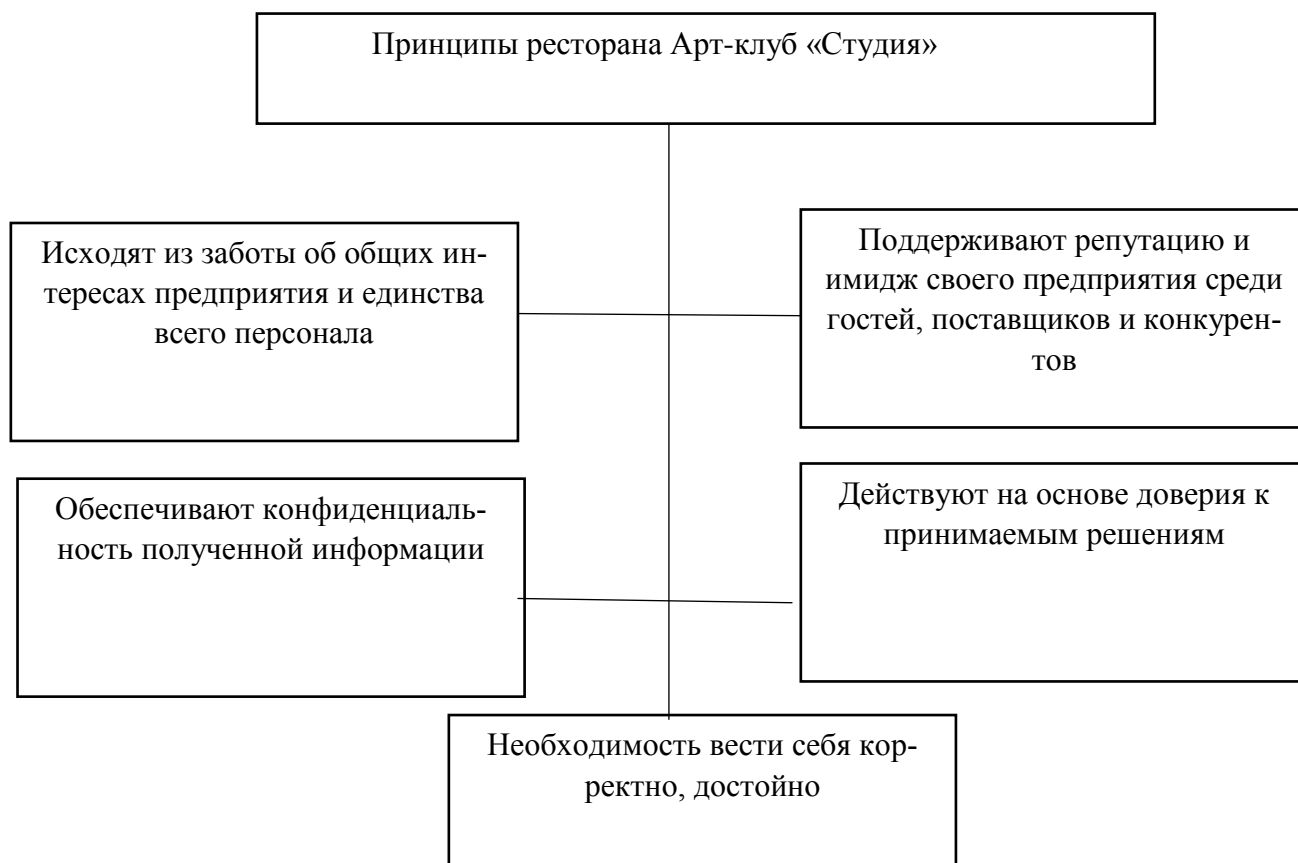 Принципы ресторана Арт-клуб «Студия»
Исходят из заботы об общих ин-
тересах предприятия и единства
всего персонала
Поддерживают репутацию и
имидж своего предприятия среди
гостей, поставщиков и конкурен-
тов
Обеспечивают конфиденциаль-
ность полученной информации
Действуют на основе доверия к
принимаемым решениям
Необходимость вести себя кор-
ректно, достойно